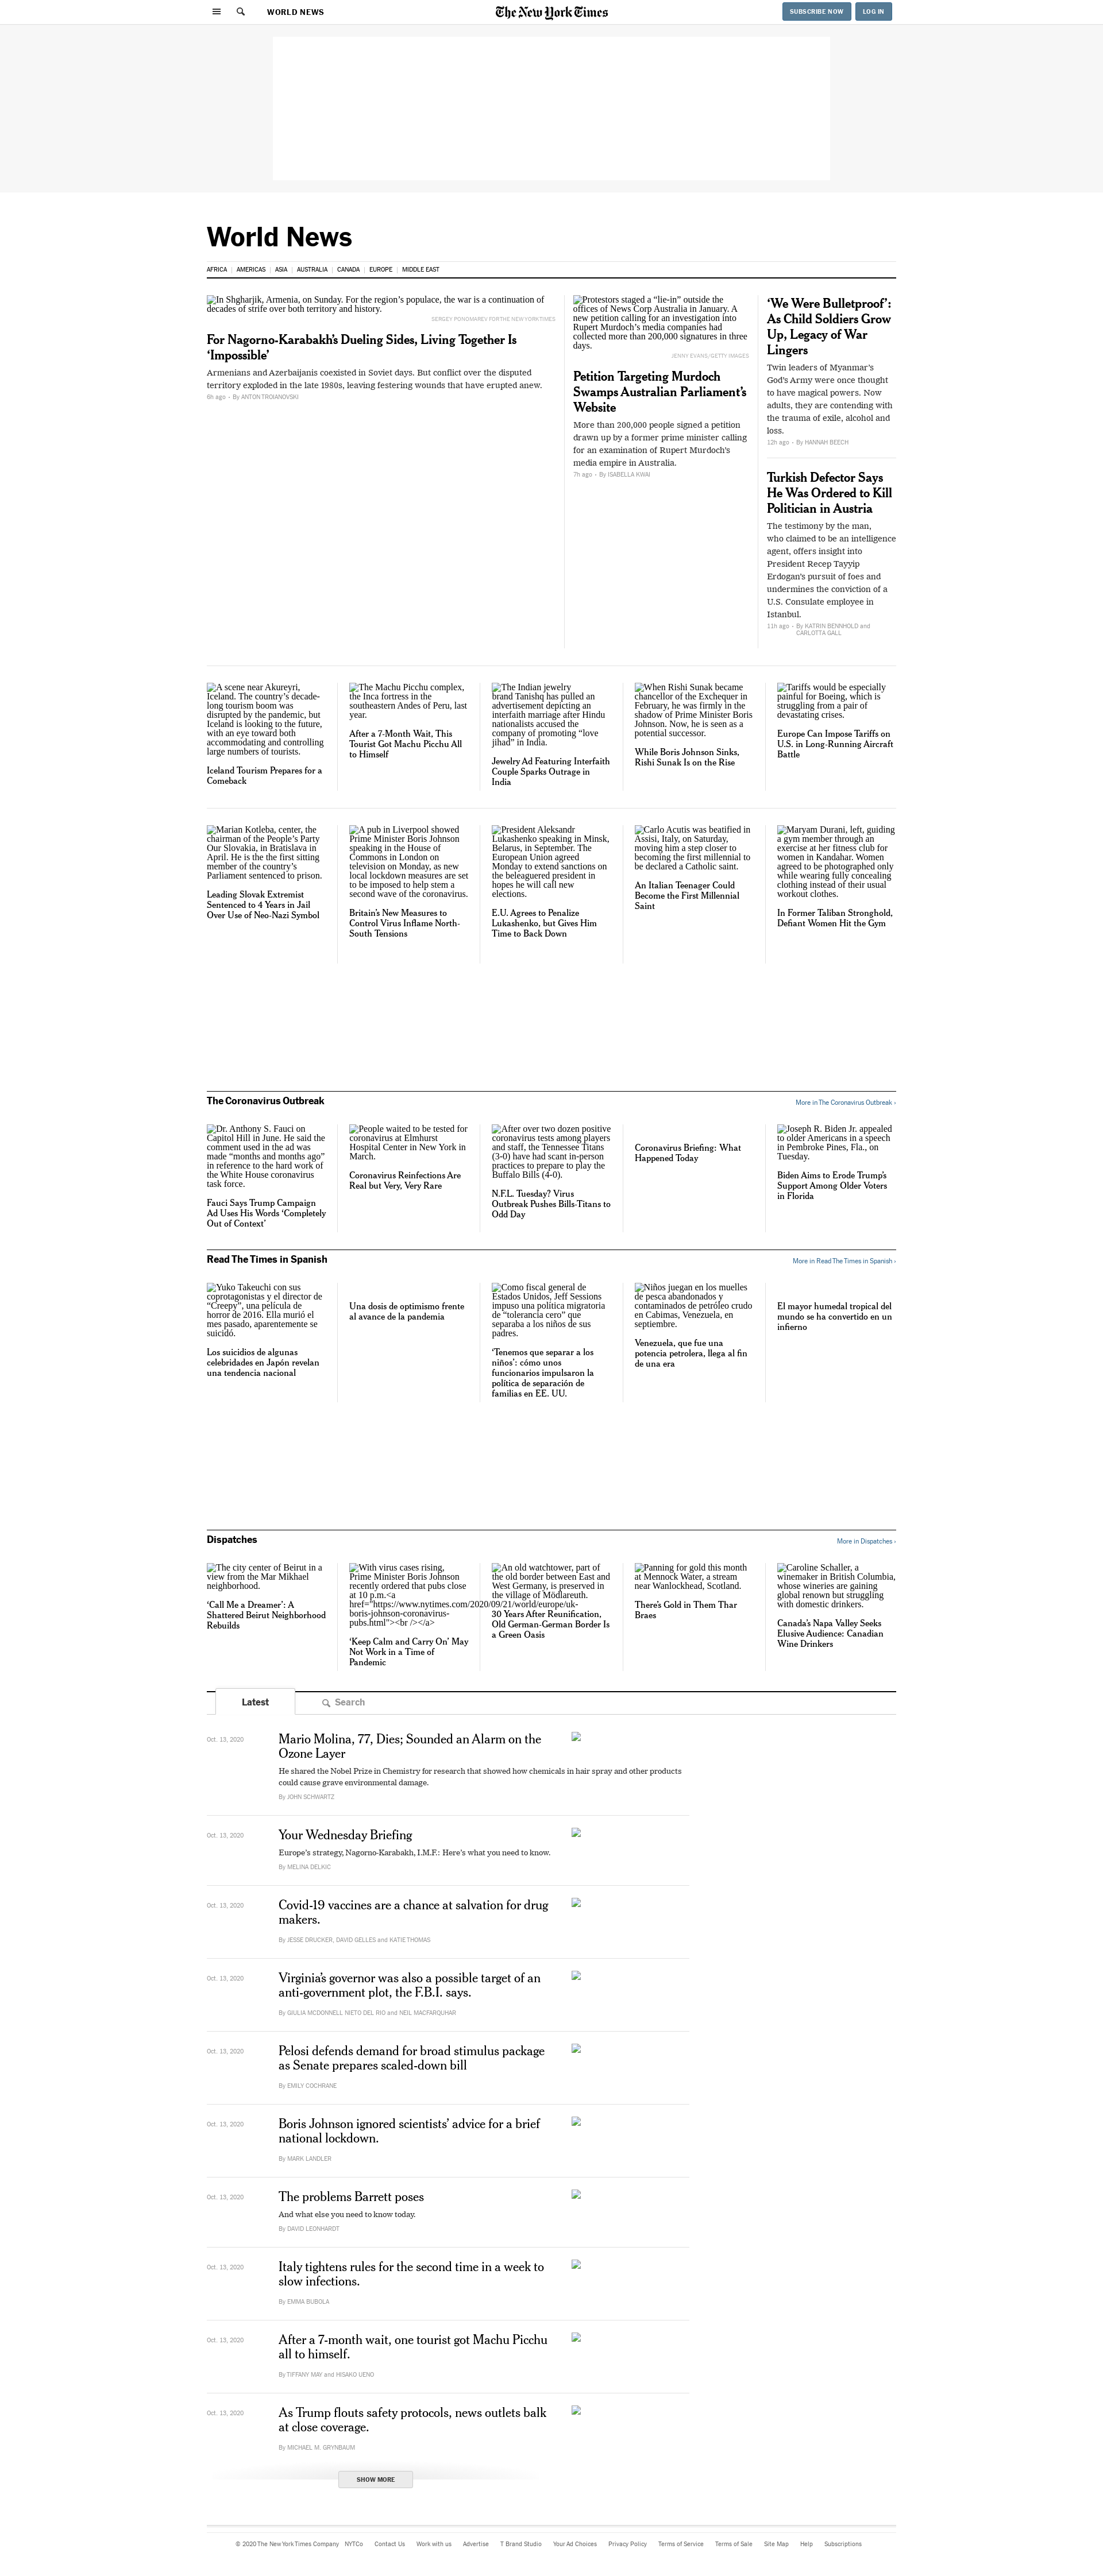 WORLD NEWS
The New York Times
SUBSCRIBE NOW
LOG IN
World News
AFRICA
AMERICAS
ASIA
AUSTRALIA
CANADA
EUROPE
MIDDLE EAST
In Shgharjik, Armenia, on Sunday. For the region’s populace, the war is a continuation of
decades of strife over both territory and history.
SERGEY PONOMAREV FOR THE NEW YORK TIMES
For Nagorno-Karabakh’s Dueling Sides, Living Together Is
‘Impossible’
Armenians and Azerbaijanis coexisted in Soviet days. But conflict over the disputed
territory exploded in the late 1980s, leaving festering wounds that have erupted anew.
6h ago - By ANTON TROIANOVSKI
Protestors staged a “lie-in” outside the
offices of News Corp Australia in January. A
new petition calling for an investigation into
Rupert Murdoch’s media companies had
collected more than 200,000 signatures in three
days.
JENNY EVANS/GETTY IMAGES
Petition Targeting Murdoch
Swamps Australian Parliament’s
Website
More than 200,000 people signed a petition
drawn up by a former prime minister calling
for an examination of Rupert Murdoch’s
media empire in Australia.
7h ago - By ISABELLA KWAI
‘We Were Bulletproof’:
As Child Soldiers Grow
Up, Legacy of War
Lingers
Twin leaders of Myanmar’s
God’s Army were once thought
to have magical powers. Now
adults, they are contending with
the trauma of exile, alcohol and
loss.
12h ago - By HANNAH BEECH
Turkish Defector Says
He Was Ordered to Kill
Politician in Austria
The testimony by the man,
who claimed to be an intelligence
agent, offers insight into
President Recep Tayyip
Erdogan’s pursuit of foes and
undermines the conviction of a
U.S. Consulate employee in
Istanbul.
11h ago - By KATRIN BENNHOLD and
CARLOTTA GALL
A scene near Akureyri,
Iceland. The country’s decade-
long tourism boom was
disrupted by the pandemic, but
Iceland is looking to the future,
with an eye toward both
accommodating and controlling
large numbers of tourists.
Iceland Tourism Prepares for a
Comeback
The Machu Picchu complex,
the Inca fortress in the
southeastern Andes of Peru, last
year.
After a 7-Month Wait, This
Tourist Got Machu Picchu All
to Himself
The Indian jewelry
brand Tanishq has pulled an
advertisement depicting an
interfaith marriage after Hindu
nationalists accused the
company of promoting “love
jihad” in India.
Jewelry Ad Featuring Interfaith
Couple Sparks Outrage in
India
When Rishi Sunak became
chancellor of the Exchequer in
February, he was firmly in the
shadow of Prime Minister Boris
Johnson. Now, he is seen as a
potential successor.
While Boris Johnson Sinks,
Rishi Sunak Is on the Rise
Tariffs would be especially
painful for Boeing, which is
struggling from a pair of
devastating crises.
Europe Can Impose Tariffs on
U.S. in Long-Running Aircraft
Battle
Marian Kotleba, center, the
chairman of the People’s Party
Our Slovakia, in Bratislava in
April. He is the the first sitting
member of the country’s
Parliament sentenced to prison.
Leading Slovak Extremist
Sentenced to 4 Years in Jail
Over Use of Neo-Nazi Symbol
A pub in Liverpool showed
Prime Minister Boris Johnson
speaking in the House of
Commons in London on
television on Monday, as new
local lockdown measures are set
to be imposed to help stem a
second wave of the coronavirus.
Britain’s New Measures to
Control Virus Inflame North-
South Tensions
President Aleksandr
Lukashenko speaking in Minsk,
Belarus, in September. The
European Union agreed
Monday to extend sanctions on
the beleaguered president in
hopes he will call new
elections.
E.U. Agrees to Penalize
Lukashenko, but Gives Him
Time to Back Down
Carlo Acutis was beatified in
Assisi, Italy, on Saturday,
moving him a step closer to
becoming the first millennial to
be declared a Catholic saint.
An Italian Teenager Could
Become the First Millennial
Saint
Maryam Durani, left, guiding
a gym member through an
exercise at her fitness club for
women in Kandahar. Women
agreed to be photographed only
while wearing fully concealing
clothing instead of their usual
workout clothes.
In Former Taliban Stronghold,
Defiant Women Hit the Gym
The Coronavirus Outbreak
More in The Coronavirus Outbreak ›
Dr. Anthony S. Fauci on
Capitol Hill in June. He said the
comment used in the ad was
made “months and months ago”
in reference to the hard work of
the White House coronavirus
task force.
Fauci Says Trump Campaign
Ad Uses His Words ‘Completely
Out of Context’
People waited to be tested for
coronavirus at Elmhurst
Hospital Center in New York in
March.
Coronavirus Reinfections Are
Real but Very, Very Rare
After over two dozen positive
coronavirus tests among players
and staff, the Tennessee Titans
(3-0) have had scant in-person
practices to prepare to play the
Buffalo Bills (4-0).
N.F.L. Tuesday? Virus
Outbreak Pushes Bills-Titans to
Odd Day
Coronavirus Briefing: What
Happened Today
Joseph R. Biden Jr. appealed
to older Americans in a speech
in Pembroke Pines, Fla., on
Tuesday.
Biden Aims to Erode Trump’s
Support Among Older Voters
in Florida
Read The Times in Spanish
More in Read The Times in Spanish ›
Yuko Takeuchi con sus
coprotagonistas y el director de
“Creepy”, una película de
horror de 2016. Ella murió el
mes pasado, aparentemente se
suicidó.
Los suicidios de algunas
celebridades en Japón revelan
una tendencia nacional
Una dosis de optimismo frente
al avance de la pandemia
Como fiscal general de
Estados Unidos, Jeff Sessions
impuso una política migratoria
de “tolerancia cero” que
separaba a los niños de sus
padres.
‘Tenemos que separar a los
niños’: cómo unos
funcionarios impulsaron la
política de separación de
familias en EE. UU.
Niños juegan en los muelles
de pesca abandonados y
contaminados de petróleo crudo
en Cabimas, Venezuela, en
septiembre.
Venezuela, que fue una
potencia petrolera, llega al fin
de una era
El mayor humedal tropical del
mundo se ha convertido en un
infierno
Dispatches
More in Dispatches ›
The city center of Beirut in a
view from the Mar Mikhael
neighborhood.
‘Call Me a Dreamer’: A
Shattered Beirut Neighborhood
Rebuilds
With virus cases rising,
Prime Minister Boris Johnson
recently ordered that pubs close
at 10 p.m.<a
href="https://www.nytimes.com/2020/09/21/world/europe/uk-
boris-johnson-coronavirus-
pubs.html"><br /></a>
‘Keep Calm and Carry On’ May
Not Work in a Time of
Pandemic
An old watchtower, part of
the old border between East and
West Germany, is preserved in
the village of Mödlareuth.
30 Years After Reunification,
Old German-German Border Is
a Green Oasis
Panning for gold this month
at Mennock Water, a stream
near Wanlockhead, Scotland.
There’s Gold in Them Thar
Braes
Caroline Schaller, a
winemaker in British Columbia,
whose wineries are gaining
global renown but struggling
with domestic drinkers.
Canada’s Napa Valley Seeks
Elusive Audience: Canadian
Wine Drinkers
Latest
Search
Oct. 13, 2020
Mario Molina, 77, Dies; Sounded an Alarm on the
Ozone Layer
He shared the Nobel Prize in Chemistry for research that showed how chemicals in hair spray and other products
could cause grave environmental damage.
By JOHN SCHWARTZ
Oct. 13, 2020
Your Wednesday Briefing
Europe’s strategy, Nagorno-Karabakh, I.M.F.: Here’s what you need to know.
By MELINA DELKIC
Oct. 13, 2020
Covid-19 vaccines are a chance at salvation for drug
makers.
By JESSE DRUCKER, DAVID GELLES and KATIE THOMAS
Oct. 13, 2020
Virginia’s governor was also a possible target of an
anti-government plot, the F.B.I. says.
By GIULIA MCDONNELL NIETO DEL RIO and NEIL MACFARQUHAR
Oct. 13, 2020
Pelosi defends demand for broad stimulus package
as Senate prepares scaled-down bill
By EMILY COCHRANE
Oct. 13, 2020
Boris Johnson ignored scientists’ advice for a brief
national lockdown.
By MARK LANDLER
Oct. 13, 2020
The problems Barrett poses
And what else you need to know today.
By DAVID LEONHARDT
Oct. 13, 2020
Italy tightens rules for the second time in a week to
slow infections.
By EMMA BUBOLA
Oct. 13, 2020
After a 7-month wait, one tourist got Machu Picchu
all to himself.
By TIFFANY MAY and HISAKO UENO
Oct. 13, 2020
As Trump flouts safety protocols, news outlets balk
at close coverage.
By MICHAEL M. GRYNBAUM
SHOW MORE
© 2020 The New York Times Company NYTCo Contact Us Work with us Advertise T Brand Studio Your Ad Choices Privacy Policy Terms of Service Terms of Sale Site Map Help Subscriptions